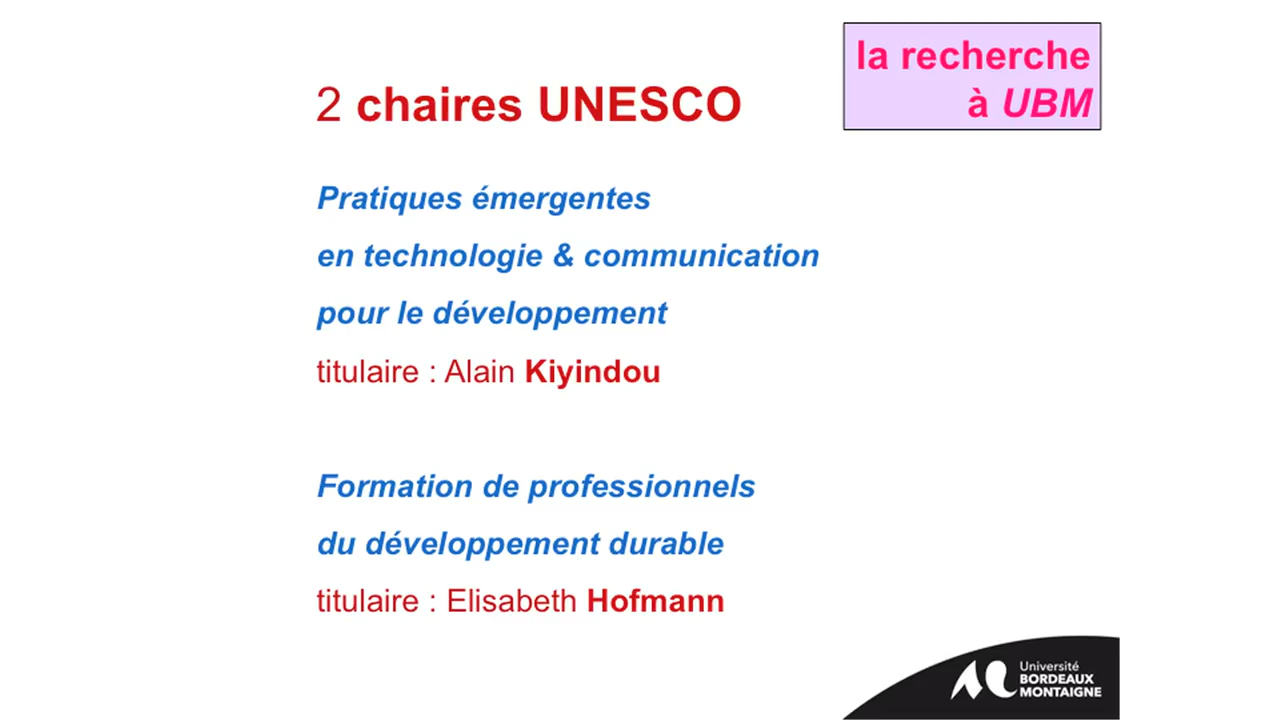 la recherche
à UBM
2 chaires UNESCO
Pratiques émergentes
en technologie & communication
pour le développement
titulaire : Alain Kiyindou
Formation de professionnels
du développement durable
titulaire : Elisabeth Hofmann
Université
BORDEAUX
MONTAIGNE